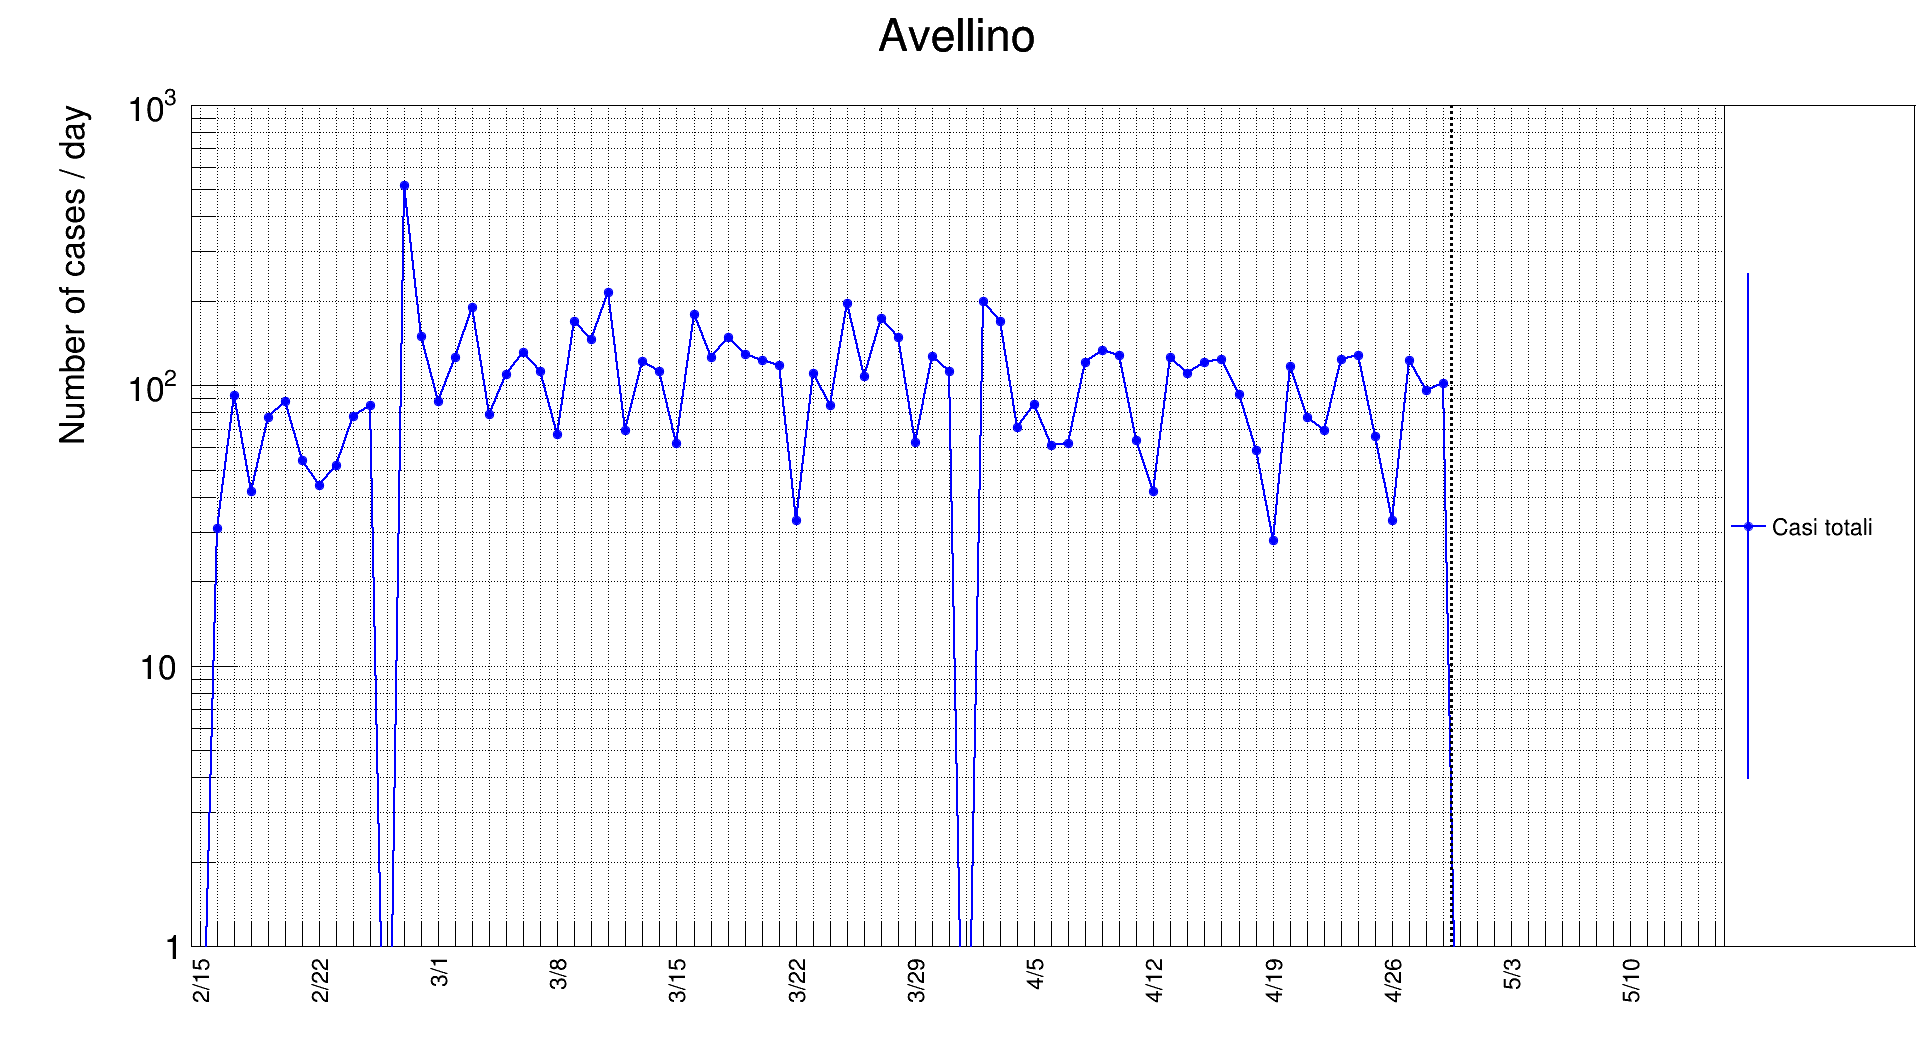 Avellino
Number of cases / day
10³
10²
10
1
2/15 2/22 3/1 3/8 3/15 3/22 3/29 4/5 4/12 4/19 4/26 5/3 5/10
Casi totali